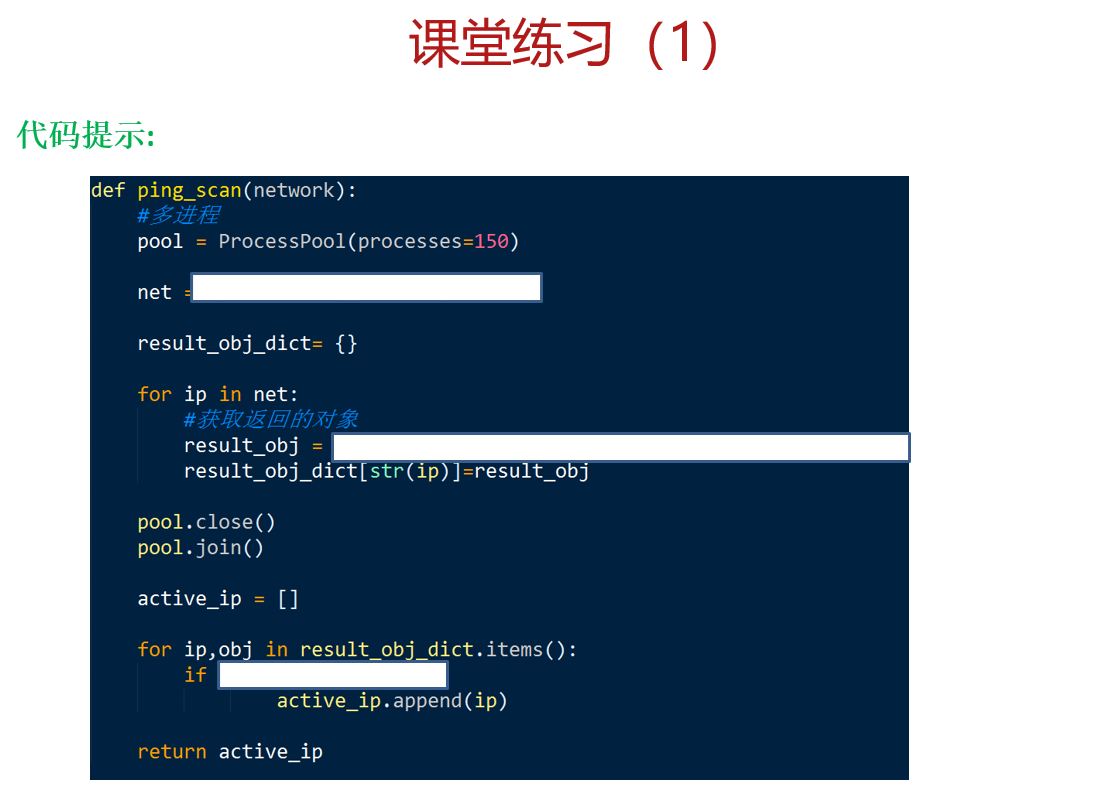 课堂练习（1）
代码提示:
def ping_scan(network):
#多进程
pool = ProcessPool(processes=150)
net =
result_obj_dict= {}
for ip in net:
#获取返回的对象
result_obj =
result_obj_dict[str(ip)]=result_obj
pool.close()
pool.join()
active_ip = []
for ip,obj in result_obj_dict.items():
if
active_ip.append(ip)
return active_ip